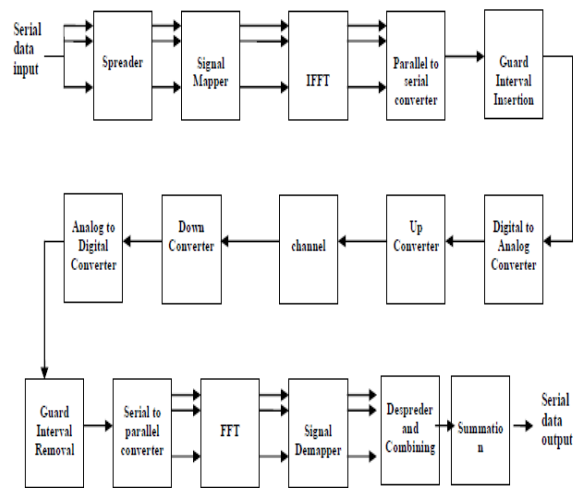 Serial
data
input
Spreader
Signal
Mapper
IFFT
Parallel to
serial
converter
Guard
Interval
Insertion
Analog to
Digital
Converter
Down
Converter
channel
Up
Converter
Digital to
Analog
Converter
Guard
Interval
Removal
Serial to
parallel
converter
FFT
Signal
Demapper
Despreder
and
Combining
Summatio
n
Serial
data
output